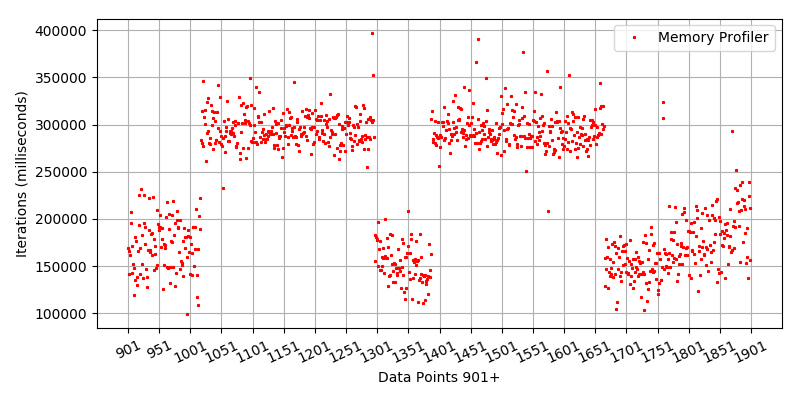 Memory Profiler
Iterations (milliseconds)
400000
350000
300000
250000
200000
150000
100000
901 951 1001 1051 1101 1151 1201 1251 1301 1351 1401 1451 1501 1551 1601 1651 1701 1751 1801 1851 1901
Data Points 901+